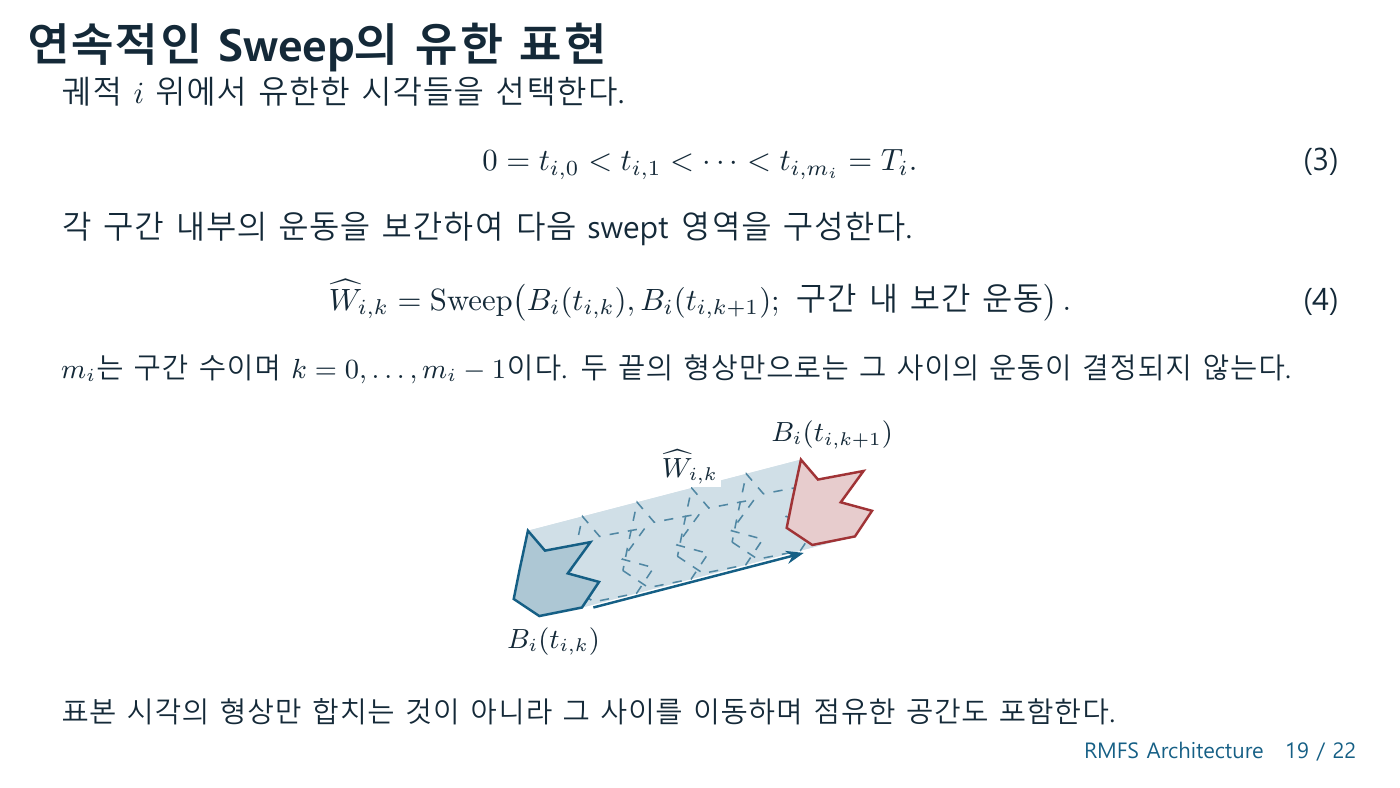 연속적인 Sweep의 유한 표현
궤적 i 위에서 유한한 시각들을 선택한다.
0 = t_{i,0} < t_{i,1} < ⋯ < t_{i,m_i} = T_i. (3)
각 구간 내부의 운동을 보간하여 다음 swept 영역을 구성한다.
\widehat{W}_{i,k} = Sweep(B_i(t_{i,k}), B_i(t_{i,k+1}); 구간 내 보간 운동). (4)
m_i는 구간 수이며 k = 0, …, m_i − 1이다. 두 끝의 형상만으로는 그 사이의 운동이 결정되지 않는다.
B_i(t_{i,k+1})
\widehat{W}_{i,k}
B_i(t_{i,k})
표본 시각의 형상만 합치는 것이 아니라 그 사이를 이동하며 점유한 공간도 포함한다.
RMFS Architecture 19 / 22